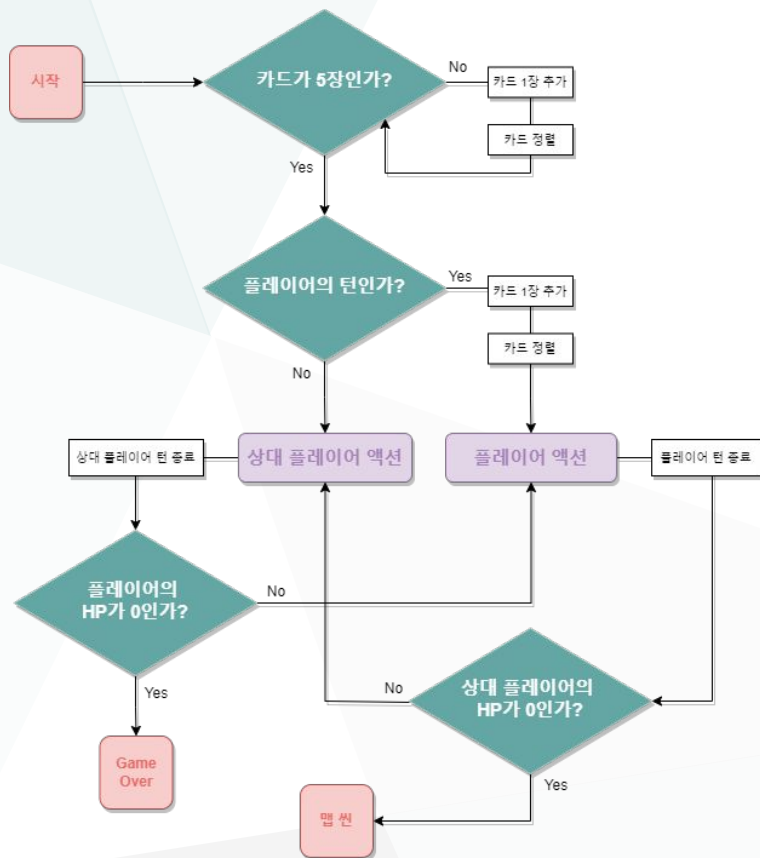 시작
카드가 5장인가?
No
카드 1장 추가
카드 정렬
Yes
플레이어의 턴인가?
Yes
카드 1장 추가
카드 정렬
No
상대 플레이어 턴 종료
상대 플레이어 액션
플레이어 액션
플레이어 턴 종료
플레이어의
HP가 0인가?
No
Yes
상대 플레이어의
HP가 0인가?
No
Yes
Game
Over
맵 씬